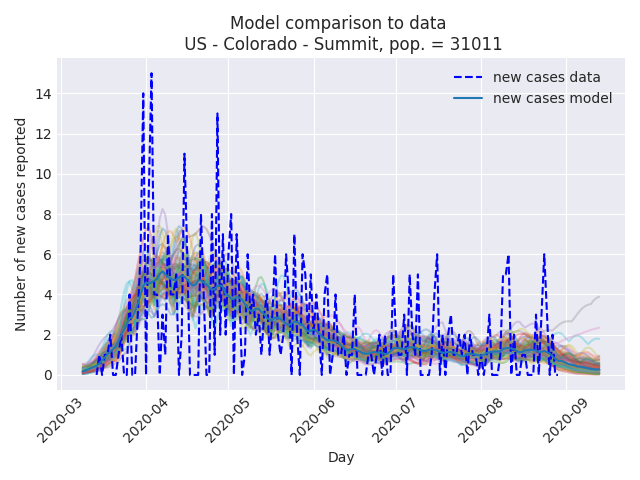 Model comparison to data
US - Colorado - Summit, pop. = 31011
new cases data
new cases model
Number of new cases reported
14
12
10
8
6
4
2
0
2020-03
2020-04
2020-05
2020-06
2020-07
2020-08
2020-09
Day